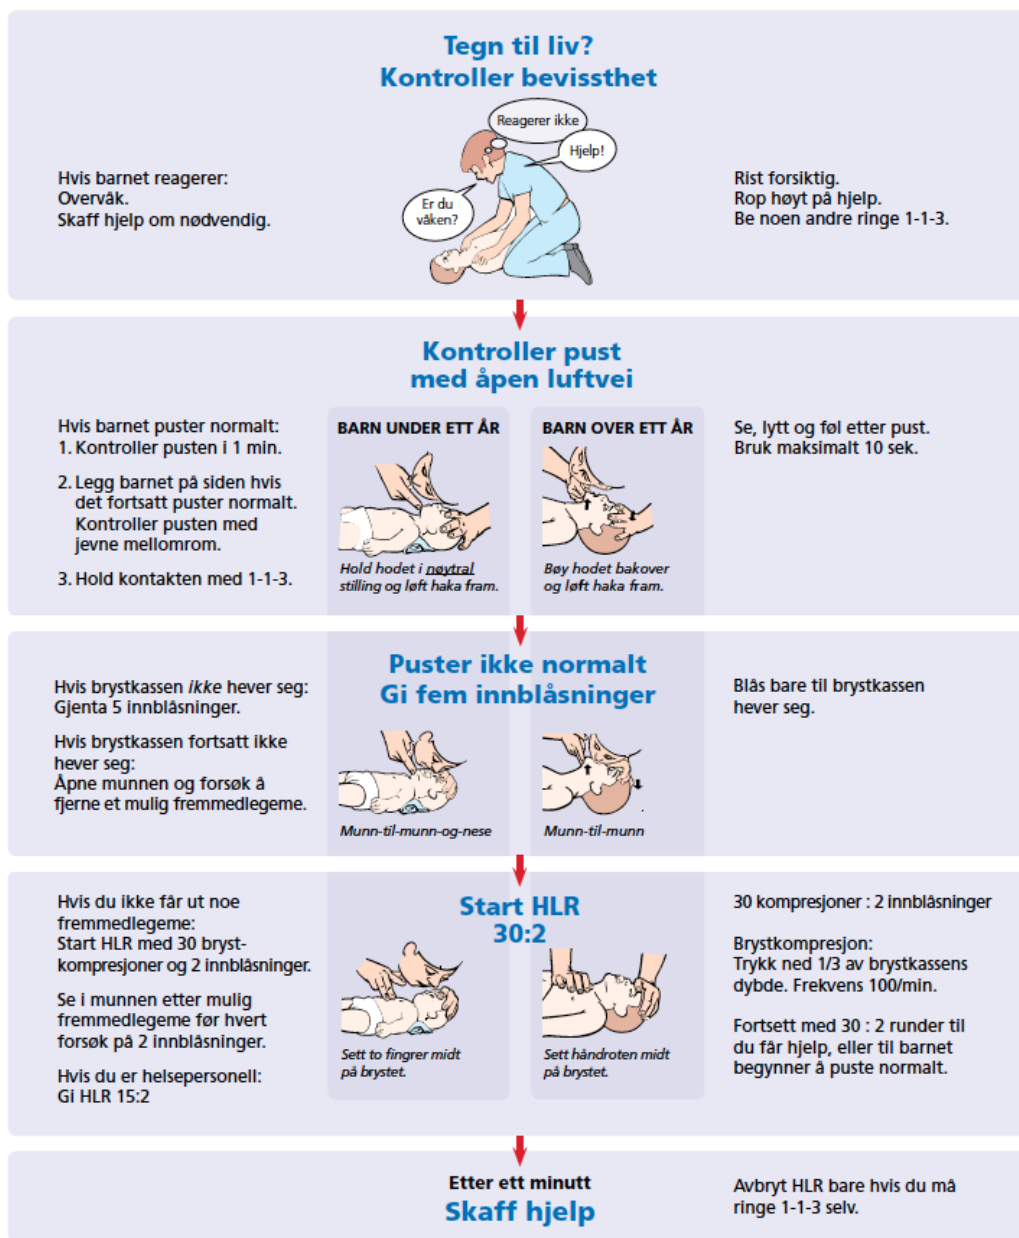 Tegn til liv?
Kontroller bevissthet
Reagerer ikke
Hjelp!
Er du
våken?
Hvis barnet reagerer:
Overvåk.
Skaff hjelp om nødvendig.
Rist forsiktig.
Rop høyt på hjelp.
Be noen andre ringe 1-1-3.
Kontroller pust
med åpen luftvei
Hvis barnet puster normalt:
1. Kontroller pusten i 1 min.
2. Legg barnet på siden hvis
det fortsatt puster normalt.
Kontroller pusten med
jevne mellomrom.
3. Hold kontakten med 1-1-3.
BARN UNDER ETT ÅR
Hold hodet i nøytral
stilling og løft haka fram.
BARN OVER ETT ÅR
Bøy hodet bakover
og løft haka fram.
Se, lytt og føl etter pust.
Bruk maksimalt 10 sek.
Puster ikke normalt
Gi fem innblåsninger
Hvis brystkassen ikke hever seg:
Gjenta 5 innblåsninger.
Hvis brystkassen fortsatt ikke
hever seg:
Åpne munnen og forsøk å
fjerne et mulig fremmedlegeme.
Munn-til-munn-og-nese
Munn-til-munn
Blås bare til brystkassen
hever seg.
Start HLR
30:2
Hvis du ikke får ut noe
fremmedlegeme:
Start HLR med 30 bryst-
kompresjoner og 2 innblåsninger.
Se i munnen etter mulig
fremmedlegeme før hvert
forsøk på 2 innblåsninger.
Hvis du er helsepersonell:
Gi HLR 15:2
Sett to fingrer midt
på brystet.
Sett håndroten midt
på brystet.
30 kompresjoner : 2 innblåsninger
Brystkompresjon:
Trykk ned 1/3 av brystkassens
dybde. Frekvens 100/min.
Fortsett med 30 : 2 runder til
du får hjelp, eller til barnet
begynner å puste normalt.
Etter ett minutt
Skaff hjelp
Avbryt HLR bare hvis du må
ringe 1-1-3 selv.